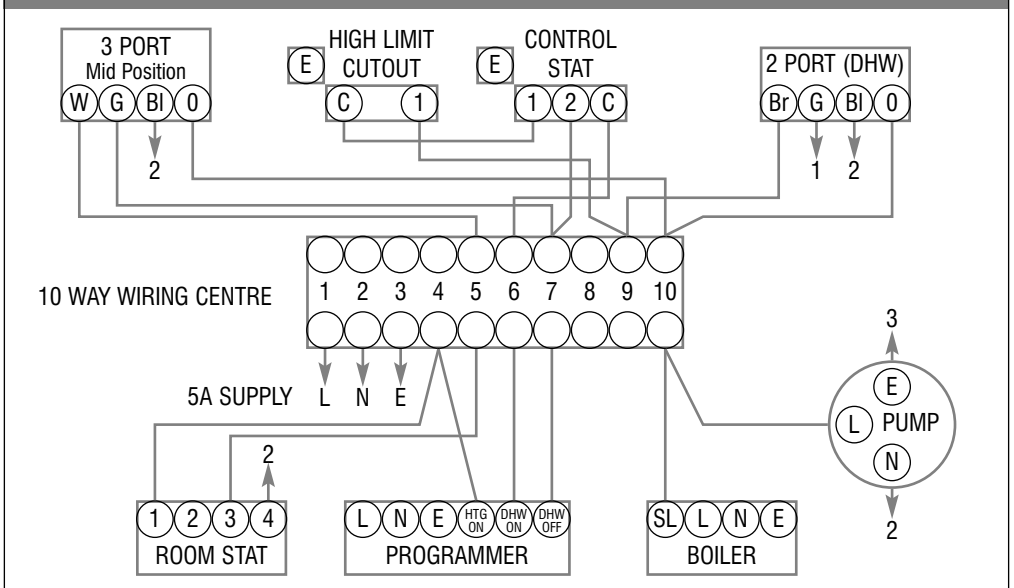 3 PORT
Mid Position
W G Bl 0
2
E
HIGH LIMIT
CUTOUT
C 1
E
CONTROL
STAT
1 2 C
2 PORT (DHW)
Br G Bl 0
1 2
10 WAY WIRING CENTRE
1 2 3 4 5 6 7 8 9 10
5A SUPPLY L N E
3
E
L PUMP
N
2
2
1 2 3 4
ROOM STAT
L N E HTG ON DHW ON DHW OFF
PROGRAMMER
SL L N E
BOILER